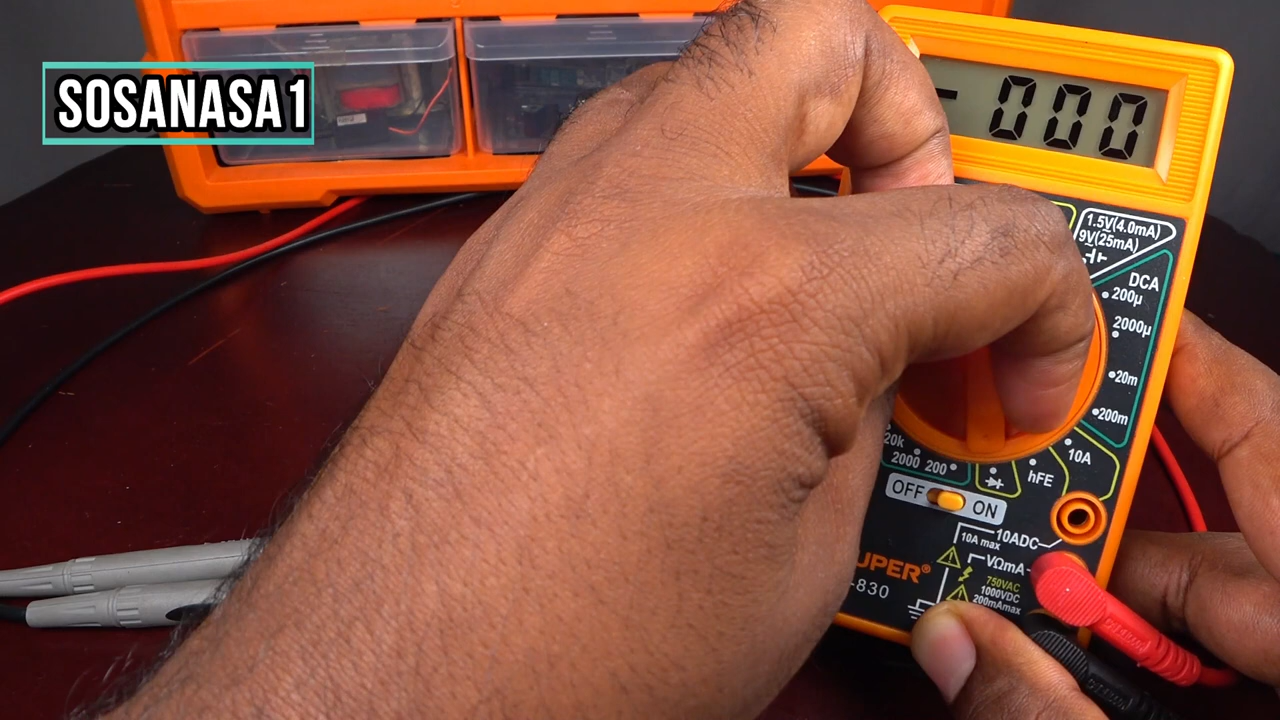 SOSANASA1
- 000
1.5V(4.0mA)
9V(25mA)
DCA
200µ
2000µ
20m
200m
10A
hFE
20k
2000 200
OFF ON
10ADC
10A max
VΩmA
750VAC
1000VDC
200mAmax
UPER®
-830